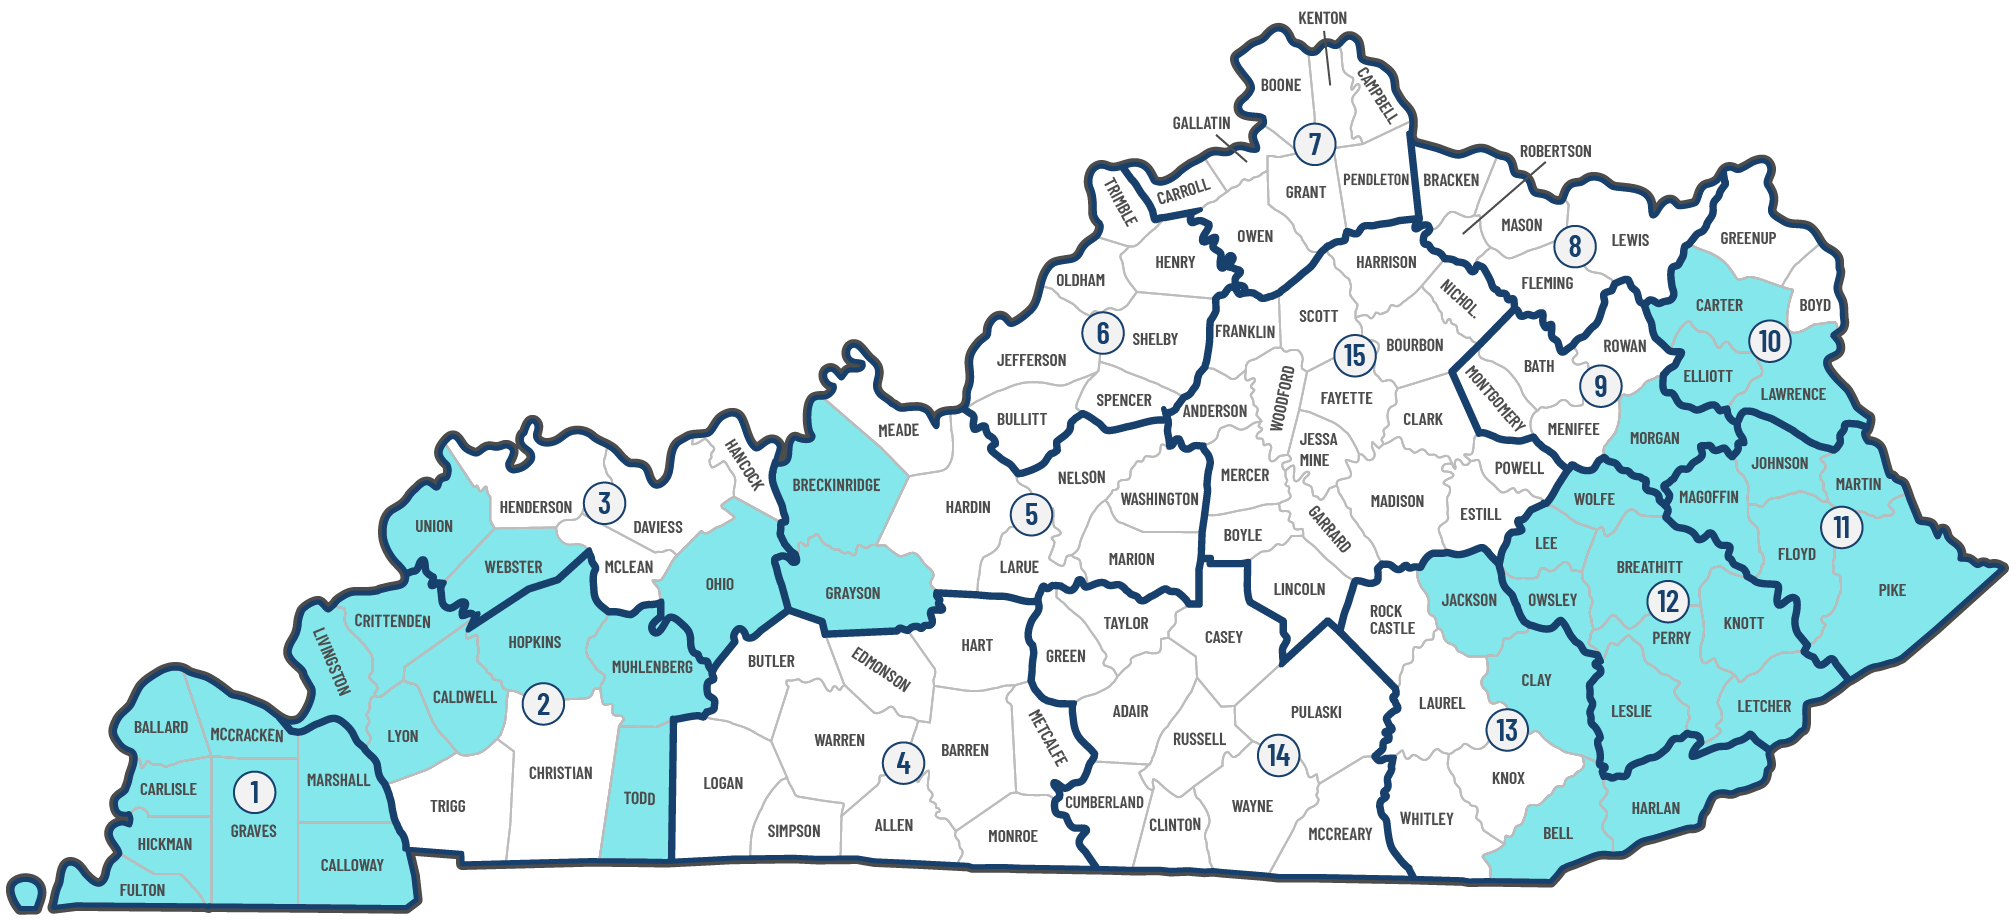 KENTON
BOONE
CAMPBELL
GALLATIN
7
ROBERTSON
TRIMBLE
CARROLL
GRANT
PENDLETON
BRACKEN
OWEN
MASON
8
LEWIS
GREENUP
HENRY
HARRISON
OLDHAM
FLEMING
NICHOL.
CARTER
BOYD
SCOTT
FRANKLIN
6
SHELBY
15
BOURBON
ROWAN
10
JEFFERSON
BATH
9
ELLIOTT
LAWRENCE
SPENCER
ANDERSON
WOODFORD
FAYETTE
MONTGOMERY
BULLITT
MEADE
CLARK
MENIFEE
MORGAN
JESSA
MINE
HANCOCK
BRECKINRIDGE
NELSON
MERCER
POWELL
JOHNSON
MARTIN
WASHINGTON
MADISON
WOLFE
MAGOFFIN
HENDERSON
3
HARDIN
5
ESTILL
11
UNION
DAVIESS
BOYLE
GARRARD
LEE
FLOYD
MARION
WEBSTER
MCLEAN
LARUE
BREATHITT
OHIO
GRAYSON
LINCOLN
JACKSON
OWSLEY
12
PIKE
CRITTENDEN
TAYLOR
ROCK
CASTLE
KNOTT
HOPKINS
CASEY
PERRY
LIVINGSTON
MUHLENBERG
BUTLER
EDMONSON
HART
GREEN
CALDWELL
2
CLAY
LAUREL
ADAIR
PULASKI
LESLIE
LETCHER
BALLARD
MCCRACKEN
LYON
WARREN
4
BARREN
METCALFE
RUSSELL
14
13
CHRISTIAN
MARSHALL
LOGAN
KNOX
CARLISLE
1
TODD
TRIGG
CUMBERLAND
WAYNE
HARLAN
GRAVES
SIMPSON
ALLEN
MONROE
CLINTON
MCCREARY
WHITLEY
BELL
HICKMAN
CALLOWAY
FULTON